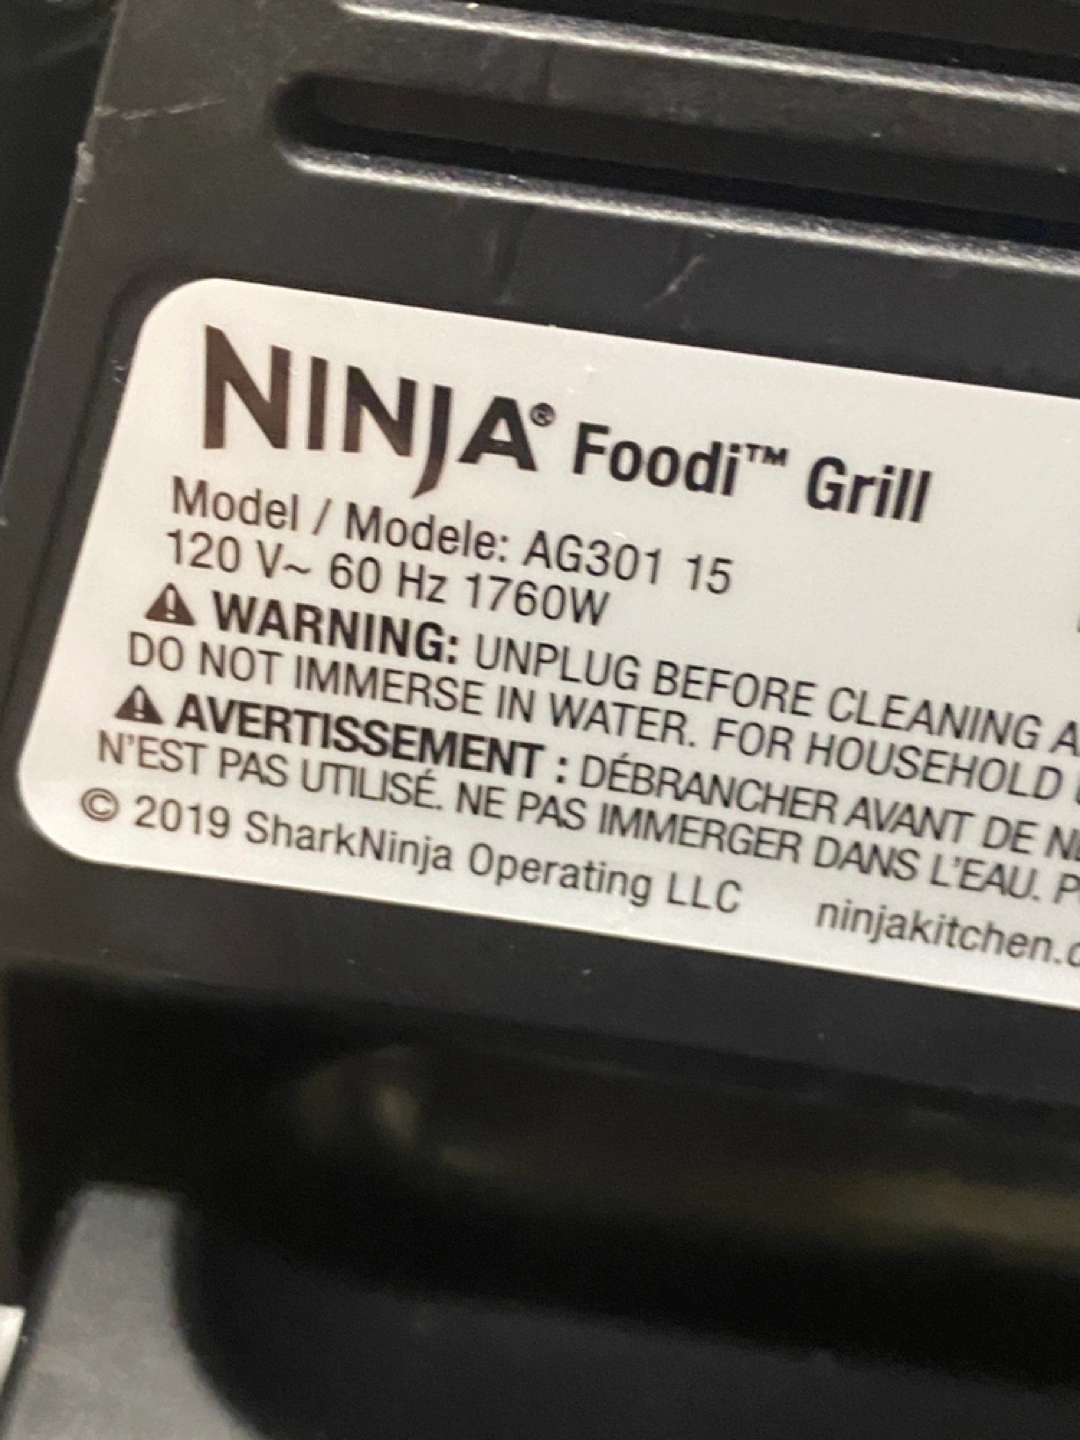 NINJA® Foodi™ Grill
Model / Modele: AG301 15
120 V~ 60 Hz 1760W
⚠ WARNING: UNPLUG BEFORE CLEANING
DO NOT IMMERSE IN WATER. FOR HOUSEHOLD
⚠ AVERTISSEMENT : DÉBRANCHER AVANT DE
N'EST PAS UTILISÉ. NE PAS IMMERGER DANS L'EAU.
© 2019 SharkNinja Operating LLC ninjakitchen.